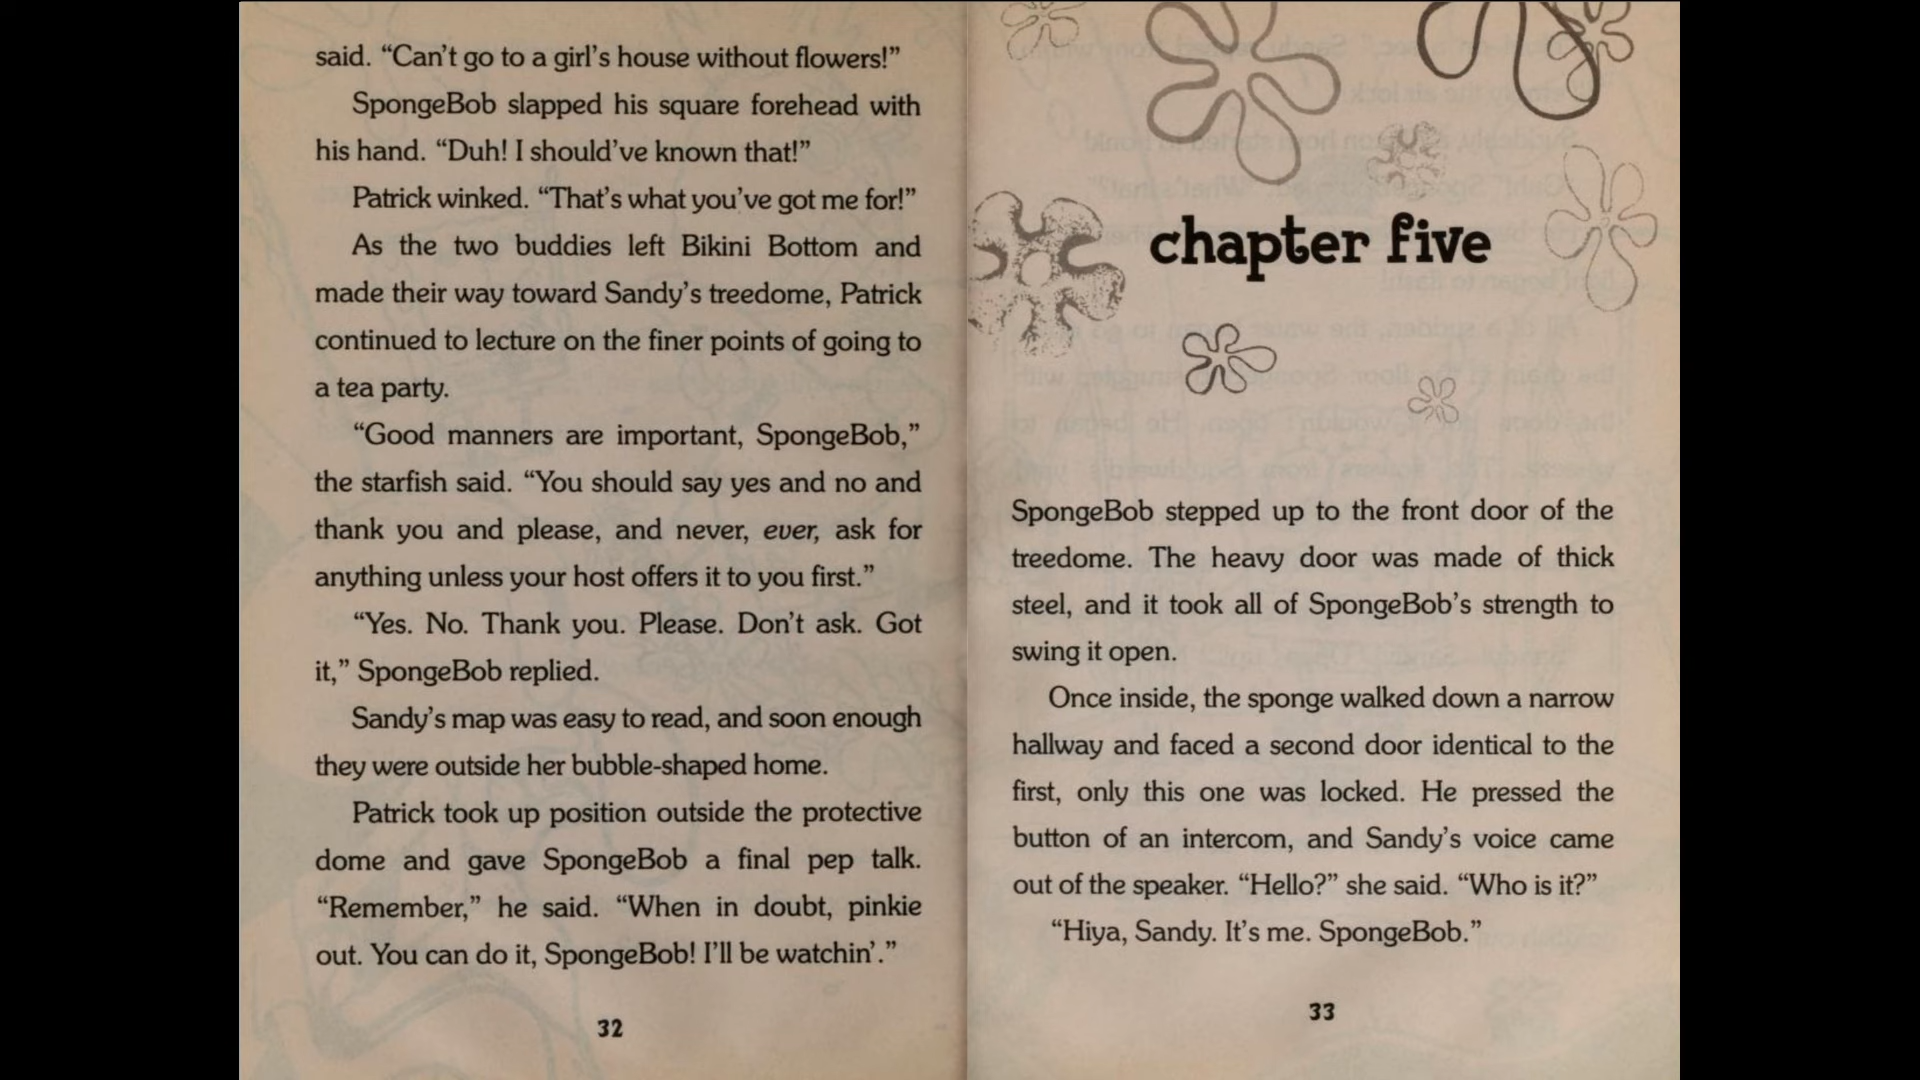 said. “Can’t go to a girl’s house without flowers!”
SpongeBob slapped his square forehead with
his hand. “Duh! I should’ve known that!”
Patrick winked. “That’s what you’ve got me for!”
As the two buddies left Bikini Bottom and
made their way toward Sandy’s treedome, Patrick
continued to lecture on the finer points of going to
a tea party.
“Good manners are important, SpongeBob,”
the starfish said. “You should say yes and no and
thank you and please, and never, ever, ask for
anything unless your host offers it to you first.”
“Yes. No. Thank you. Please. Don’t ask. Got
it,” SpongeBob replied.
Sandy’s map was easy to read, and soon enough
they were outside her bubble-shaped home.
Patrick took up position outside the protective
dome and gave SpongeBob a final pep talk.
“Remember,” he said. “When in doubt, pinkie
out. You can do it, SpongeBob! I’ll be watchin’.”
32
chapter five
SpongeBob stepped up to the front door of the
treedome. The heavy door was made of thick
steel, and it took all of SpongeBob’s strength to
swing it open.
Once inside, the sponge walked down a narrow
hallway and faced a second door identical to the
first, only this one was locked. He pressed the
button of an intercom, and Sandy’s voice came
out of the speaker. “Hello?” she said. “Who is it?”
“Hiya, Sandy. It’s me. SpongeBob.”
33